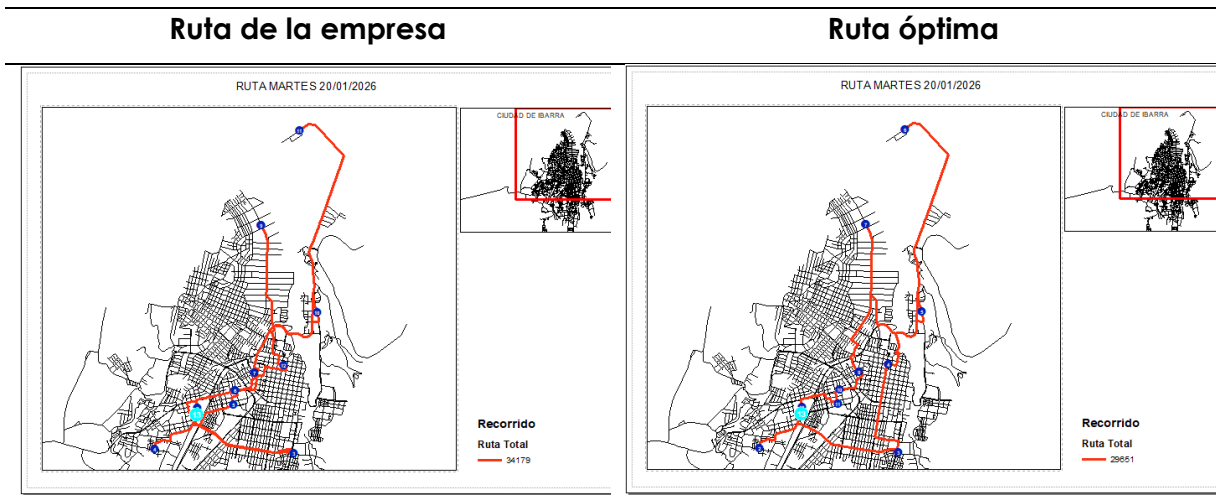 Ruta de la empresa
Ruta óptima
RUTA MARTES 20/01/2026
CIUDAD DE IBARRA
Recorrido
Ruta Total
34179
RUTA MARTES 20/01/2026
CIUDAD DE IBARRA
Recorrido
Ruta Total
29651